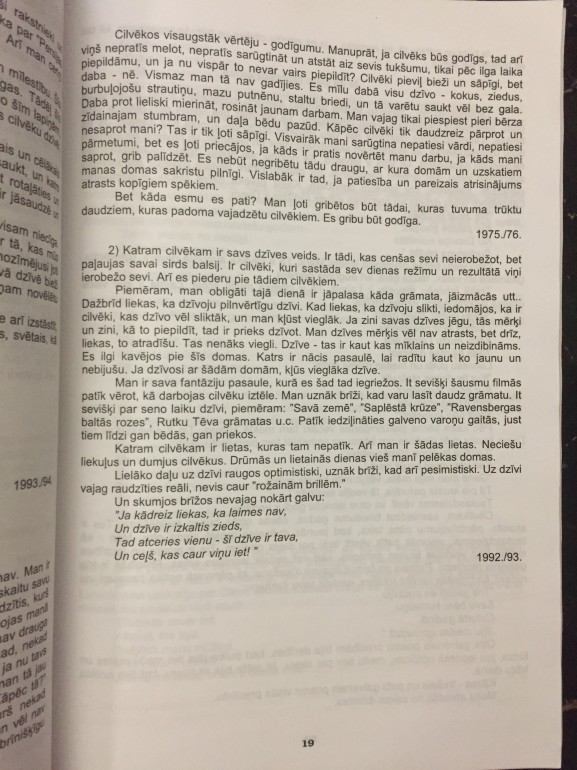 Cilvēkos visaugstāk vērtēju - godīgumu. Manuprāt, ja cilvēks būs godīgs, tad arī
viņš nepratīs melot, nepratīs sarūgtināt un atstāt aiz sevis tukšumu, tikai pēc ilga laika
piepildāmu, un ja nu vispār to nevar vairs piepildīt? Cilvēki pieviļ bieži un sāpīgi, bet
daba - nē. Vismaz man tā nav gadījies. Es mīlu dabā visu dzīvo - kokus, ziedus,
burbuļojošu strautiņu, mazu putnēnu, staltu briedi, un tā varētu saukt vēl bez gala.
Daba prot lieliski mierināt, rosināt jaunam darbam. Man vajag tikai piespiest pieri bērza
zīdainajam stumbram, un daļa bēdu pazūd. Kāpēc cilvēki tik daudzreiz pārprot un
nesaprot mani? Tas ir tik ļoti sāpīgi. Visvairāk mani sarūgtina nepatiesi vārdi, nepatiesi
pārmetumi, bet es ļoti priecājos, ja kāds ir pratis novērtēt manu darbu, ja kāds mani
saprot, grib palīdzēt. Es nebūt negribētu tādu draugu, ar kura domām un uzskatiem
manas domas sakristu pilnīgi. Vislabāk ir tad, ja patiesība un pareizais atrisinājums
atrasts kopīgiem spēkiem.
Bet kāda esmu es pati? Man ļoti gribētos būt tādai, kuras tuvuma trūktu
daudziem, kuras padoma vajadzētu cilvēkiem. Es gribu būt godīga.
1975./76.
2) Katram cilvēkam ir savs dzīves veids. Ir tādi, kas cenšas sevi neierobežot, bet
paļaujas savai sirds balsij. Ir cilvēki, kuri sastāda sev dienas režīmu un rezultātā viņi
ierobežo sevi. Arī es piederu pie tādiem cilvēkiem.
Piemēram, man obligāti tajā dienā ir jāpalasa kāda grāmata, jāizmācās utt..
Dažbrīd liekas, ka dzīvoju pilnvērtīgu dzīvi. Kad liekas, ka dzīvoju slikti, iedomājos, ka ir
cilvēki, kas dzīvo vēl sliktāk, un man kļūst vieglāk. Ja zini savas dzīves jēgu, tās mērķi
un zini, kā to piepildīt, tad ir prieks dzīvot. Man dzīves mērķis vēl nav atrasts, bet drīz,
liekas, to atradīšu. Tas nenāks viegli. Dzīve - tas ir kaut kas mīklains un neizdibināms.
Es ilgi kavējos pie šīs domas. Katrs ir nācis pasaulē, lai radītu kaut ko jaunu un
nebijušu. Ja dzīvosi ar šādām domām, kļūs vieglāka dzīve.
Man ir sava fantāziju pasaule, kurā es šad tad iegriežos. It sevišķi šausmu filmās
patīk vērot, kā darbojas cilvēku iztēle. Man uznāk brīži, kad varu lasīt daudz grāmatu. It
sevišķi par seno laiku dzīvi, piemēram: "Savā zemē", "Saplēstā krūze", "Ravensbergas
baltās rozes", Rutku Tēva grāmatas u.c. Patīk iedziļināties galveno varoņu gaitās, just
tiem līdzi gan bēdās, gan priekos.
Katram cilvēkam ir lietas, kuras tam nepatīk. Arī man ir šādas lietas. Neciešu
liekuļus un dumjus cilvēkus. Drūmās un lietainās dienas vieš manī pelēkas domas.
Lielāko daļu uz dzīvi raugos optimistiski, uznāk brīži, kad arī pesimistiski. Uz dzīvi
vajag raudzīties reāli, nevis caur "rožainām brillēm."
Un skumjos brīžos nevajag nokārt galvu:
"Ja kādreiz liekas, ka laimes nav,
Un dzīve ir izkaltis zieds,
Tad atceries vienu - šī dzīve ir tava,
Un ceļš, kas caur viņu iet! "
1992./93.
19
1993./94